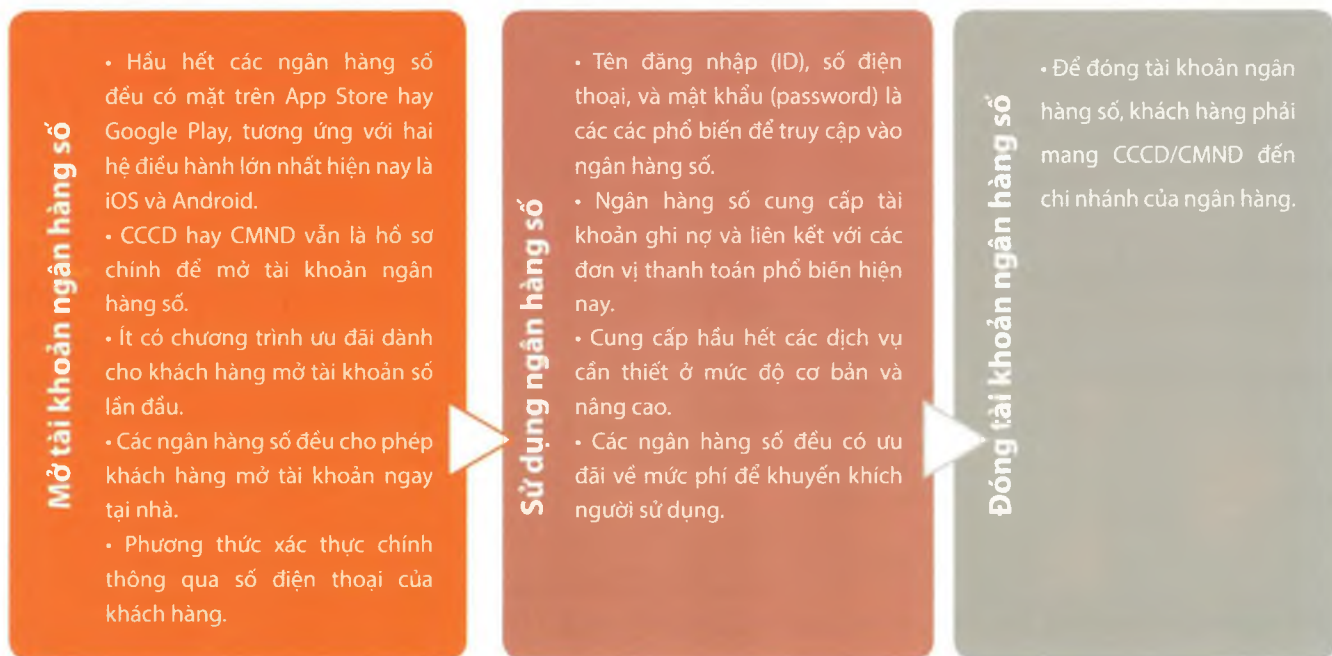 Mở tài khoản ngân hàng số
• Hầu hết các ngân hàng số
đều có mặt trên App Store hay
Google Play, tương ứng với hai
hệ điều hành lớn nhất hiện nay là
iOS và Android.
• CCCD hay CMND vẫn là hồ sơ
chính để mở tài khoản ngân
hàng số.
• Ít có chương trình ưu đãi dành
cho khách hàng mở tài khoản số
lần đầu.
• Các ngân hàng số đều cho phép
khách hàng mở tài khoản ngay
tại nhà.
• Phương thức xác thực chính
thông qua số điện thoại của
khách hàng.
Sử dụng ngân hàng số
• Tên đăng nhập (ID), số điện
thoại, và mật khẩu (password) là
các các phổ biến để truy cập vào
ngân hàng số.
• Ngân hàng số cung cấp tài
khoản ghi nợ và liên kết với các
đơn vị thanh toán phổ biến hiện
nay.
• Cung cấp hầu hết các dịch vụ
cần thiết ở mức độ cơ bản và
nâng cao.
• Các ngân hàng số đều có ưu
đãi về mức phí để khuyến khích
người sử dụng.
Đóng tài khoản ngân hàng số
• Để đóng tài khoản ngân
hàng số, khách hàng phải
mang CCCD/CMND đến
chi nhánh của ngân hàng.